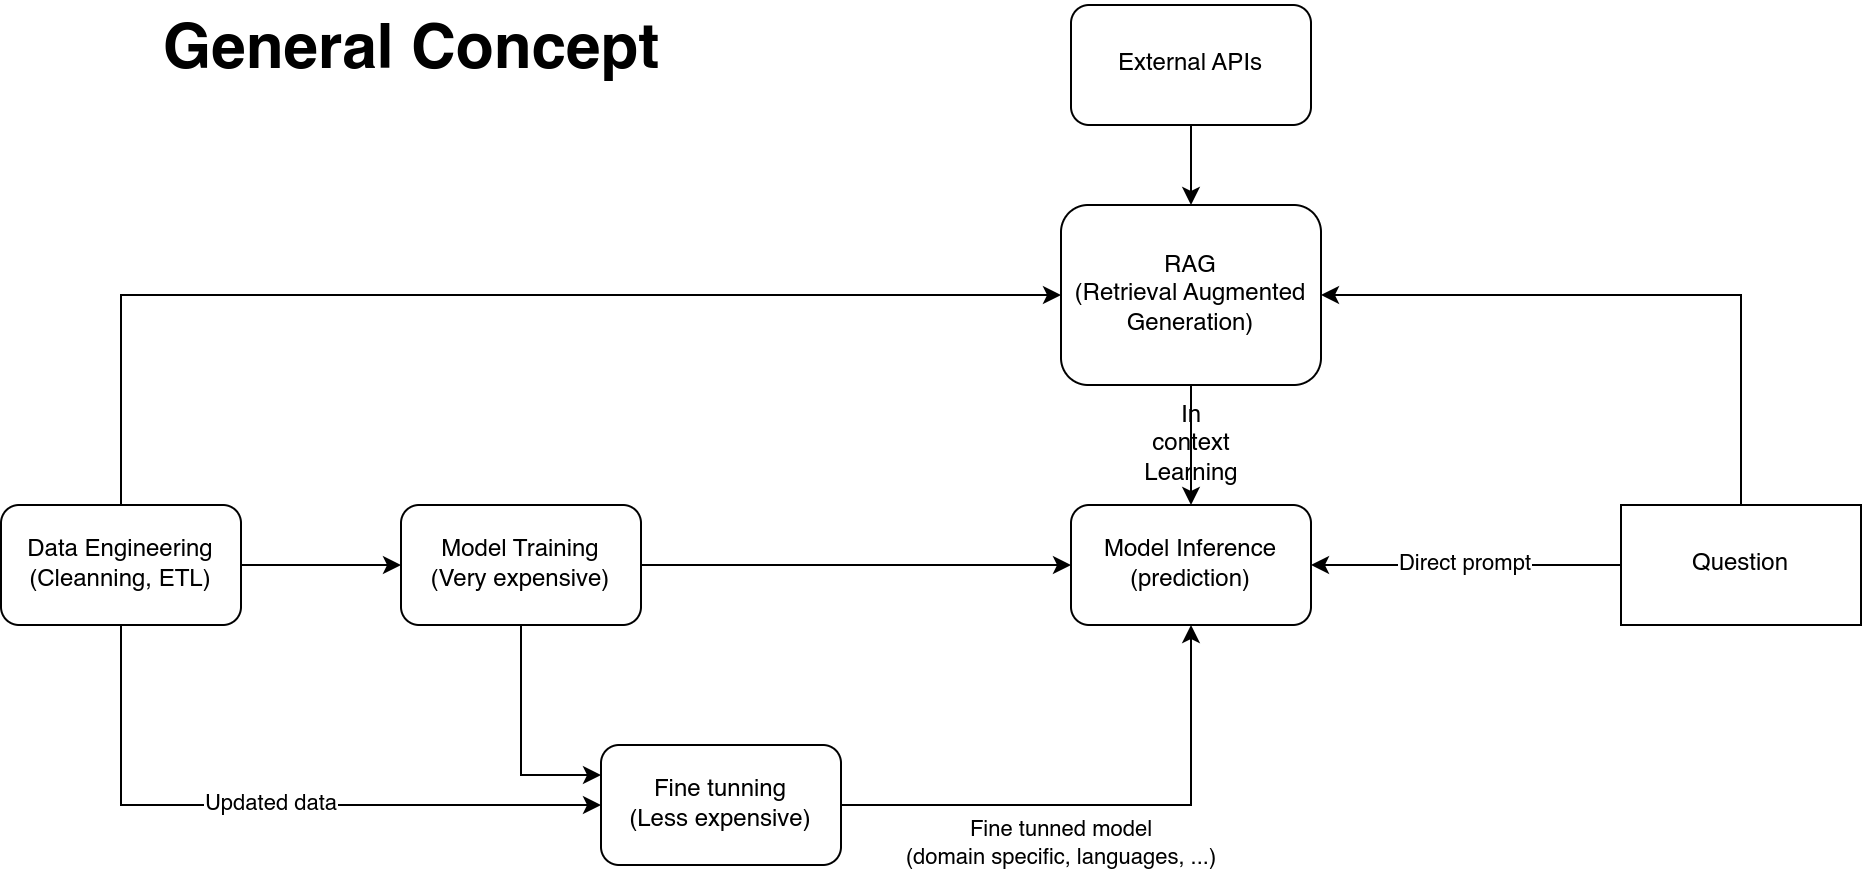 General Concept
External APIs
RAG
(Retrieval Augmented
Generation)
In
context
Learning
Data Engineering
(Cleanning, ETL)
Model Training
(Very expensive)
Model Inference
(prediction)
Direct prompt
Question
Updated data
Fine tunning
(Less expensive)
Fine tunned model
(domain specific, languages, ...)